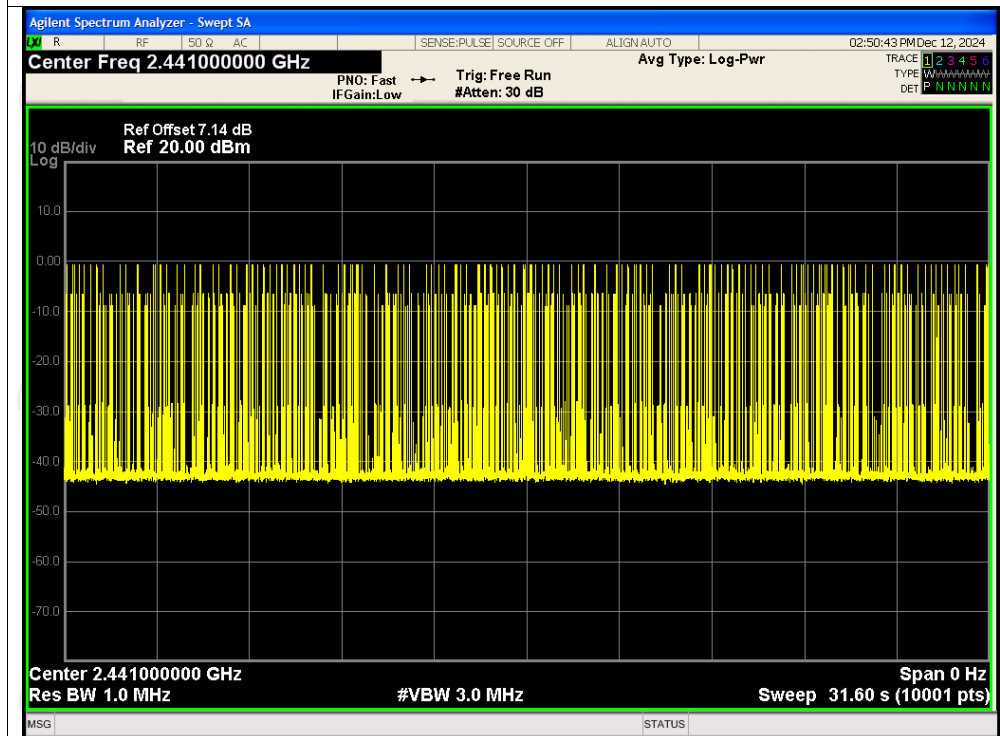 Agilent Spectrum Analyzer - Swept SA
LXI R RF 50 Ω AC SENSE:PULSE SOURCE OFF ALIGN AUTO 02:50:43 PM Dec 12, 2024
Center Freq 2.441000000 GHz Avg Type: Log-Pwr TRACE 1 2 3 4 5 6
PNO: Fast Trig: Free Run TYPE W
IFGain:Low #Atten: 30 dB DET P N N N N N
Ref Offset 7.14 dB
10 dB/div Ref 20.00 dBm
Log
10.0
0.00
-10.0
-20.0
-30.0
-40.0
-50.0
-60.0
-70.0
Center 2.441000000 GHz Span 0 Hz
Res BW 1.0 MHz #VBW 3.0 MHz Sweep 31.60 s (10001 pts)
MSG STATUS